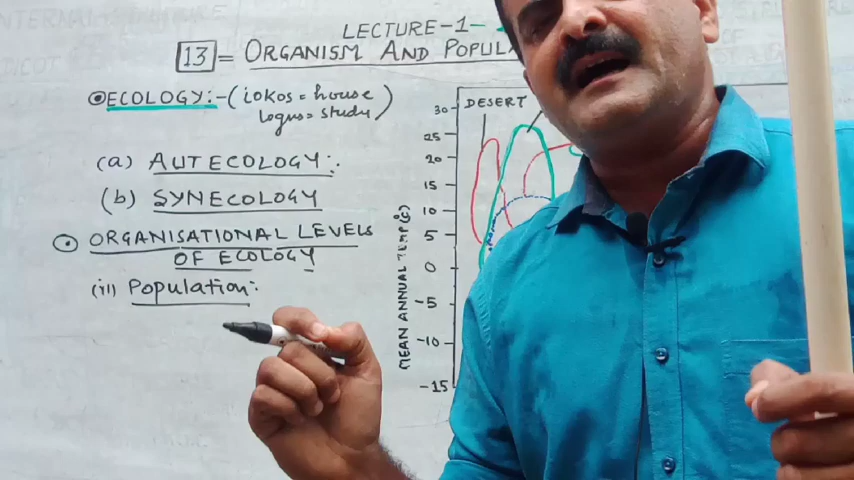 LECTURE-1
13 = ORGANISM AND POPUL
ECOLOGY:-(iokos = house
logus = study)
(a) AUTECOLOGY:.
(b) SYNECOLOGY
ORGANISATIONAL LEVELS
OF ECOLOGY
(ii) Population:
DESERT
MEAN ANNUAL TEMP (°C)
30
25
20
15
10
5
0
-5
-10
-15